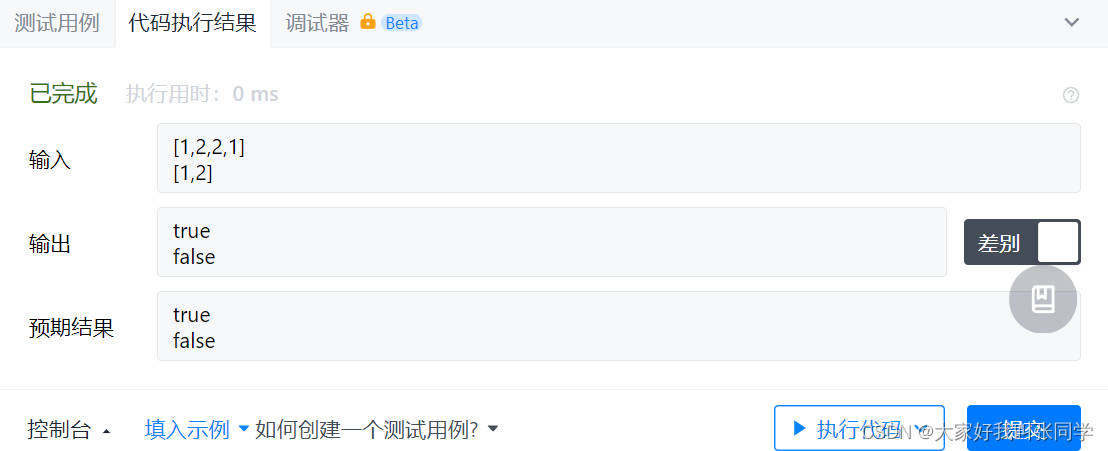 测试用例 代码执行结果 调试器 Beta
已完成 执行用时: 0 ms
输入
[1,2,2,1]
[1,2]
输出
true
false
差别
预期结果
true
false
控制台 填入示例 如何创建一个测试用例? 执行代码 提交
CSDN @大家好我是张同学